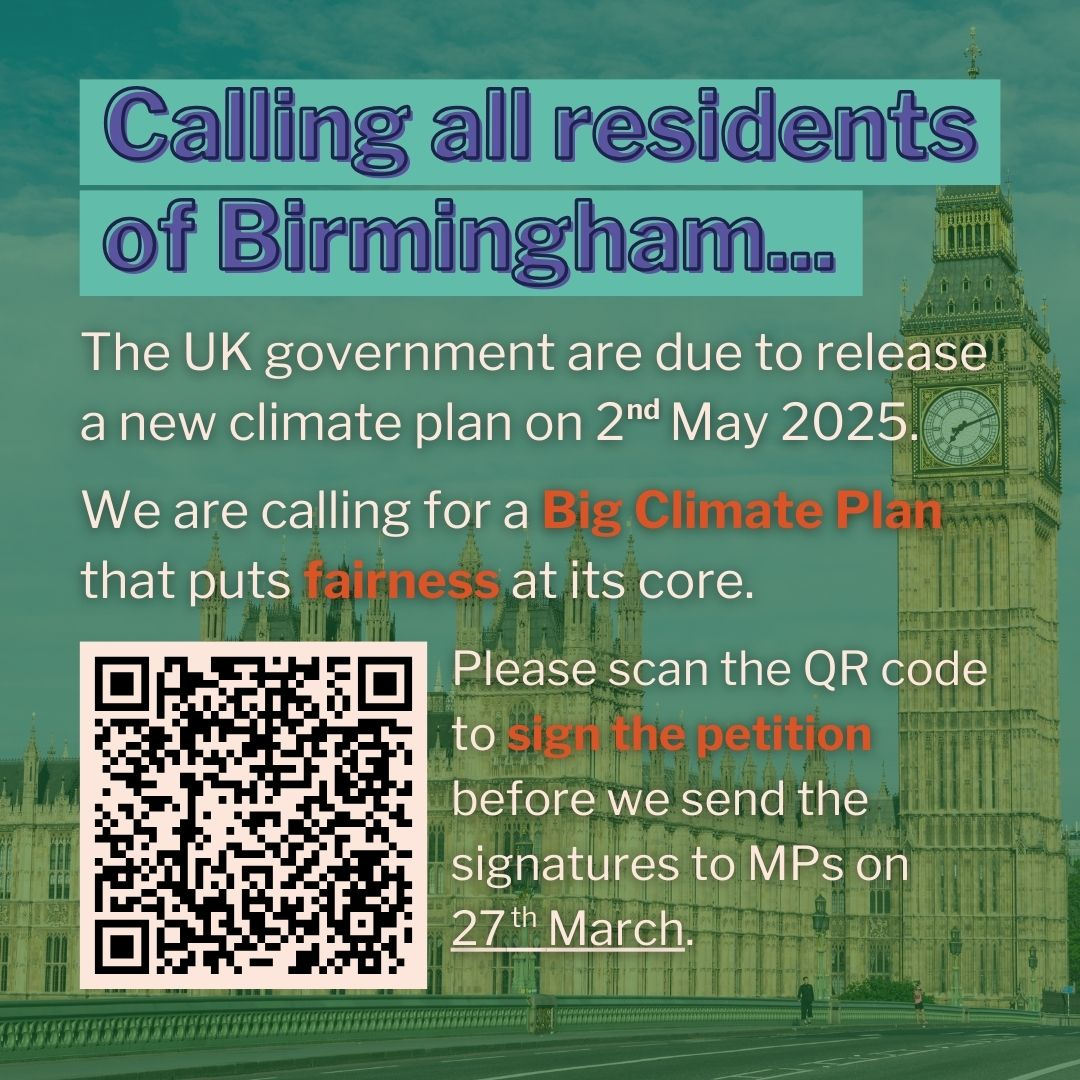 Calling all residents
of Birmingham...
The UK government are due to release
a new climate plan on 2nd May 2025.
We are calling for a Big Climate Plan
that puts fairness at its core.
Please scan the QR code
to sign the petition
before we send the
signatures to MPs on
27th March.